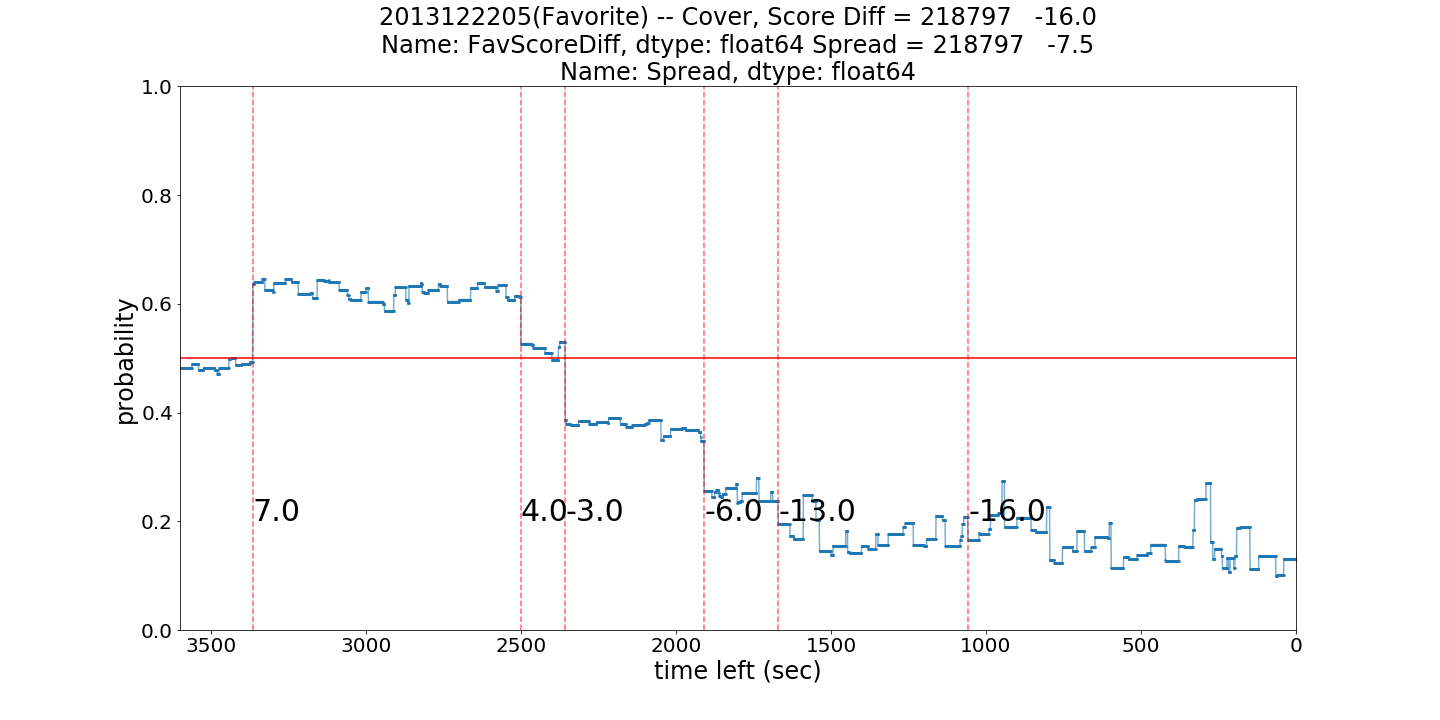 2013122205(Favorite) -- Cover, Score Diff = 218797   -16.0
Name: FavScoreDiff, dtype: float64 Spread = 218797   -7.5
Name: Spread, dtype: float64
1.0
0.8
0.6
0.4
0.2
0.0
probability
7.0
4.0
-3.0
-6.0
-13.0
-16.0
3500 3000 2500 2000 1500 1000 500 0
time left (sec)